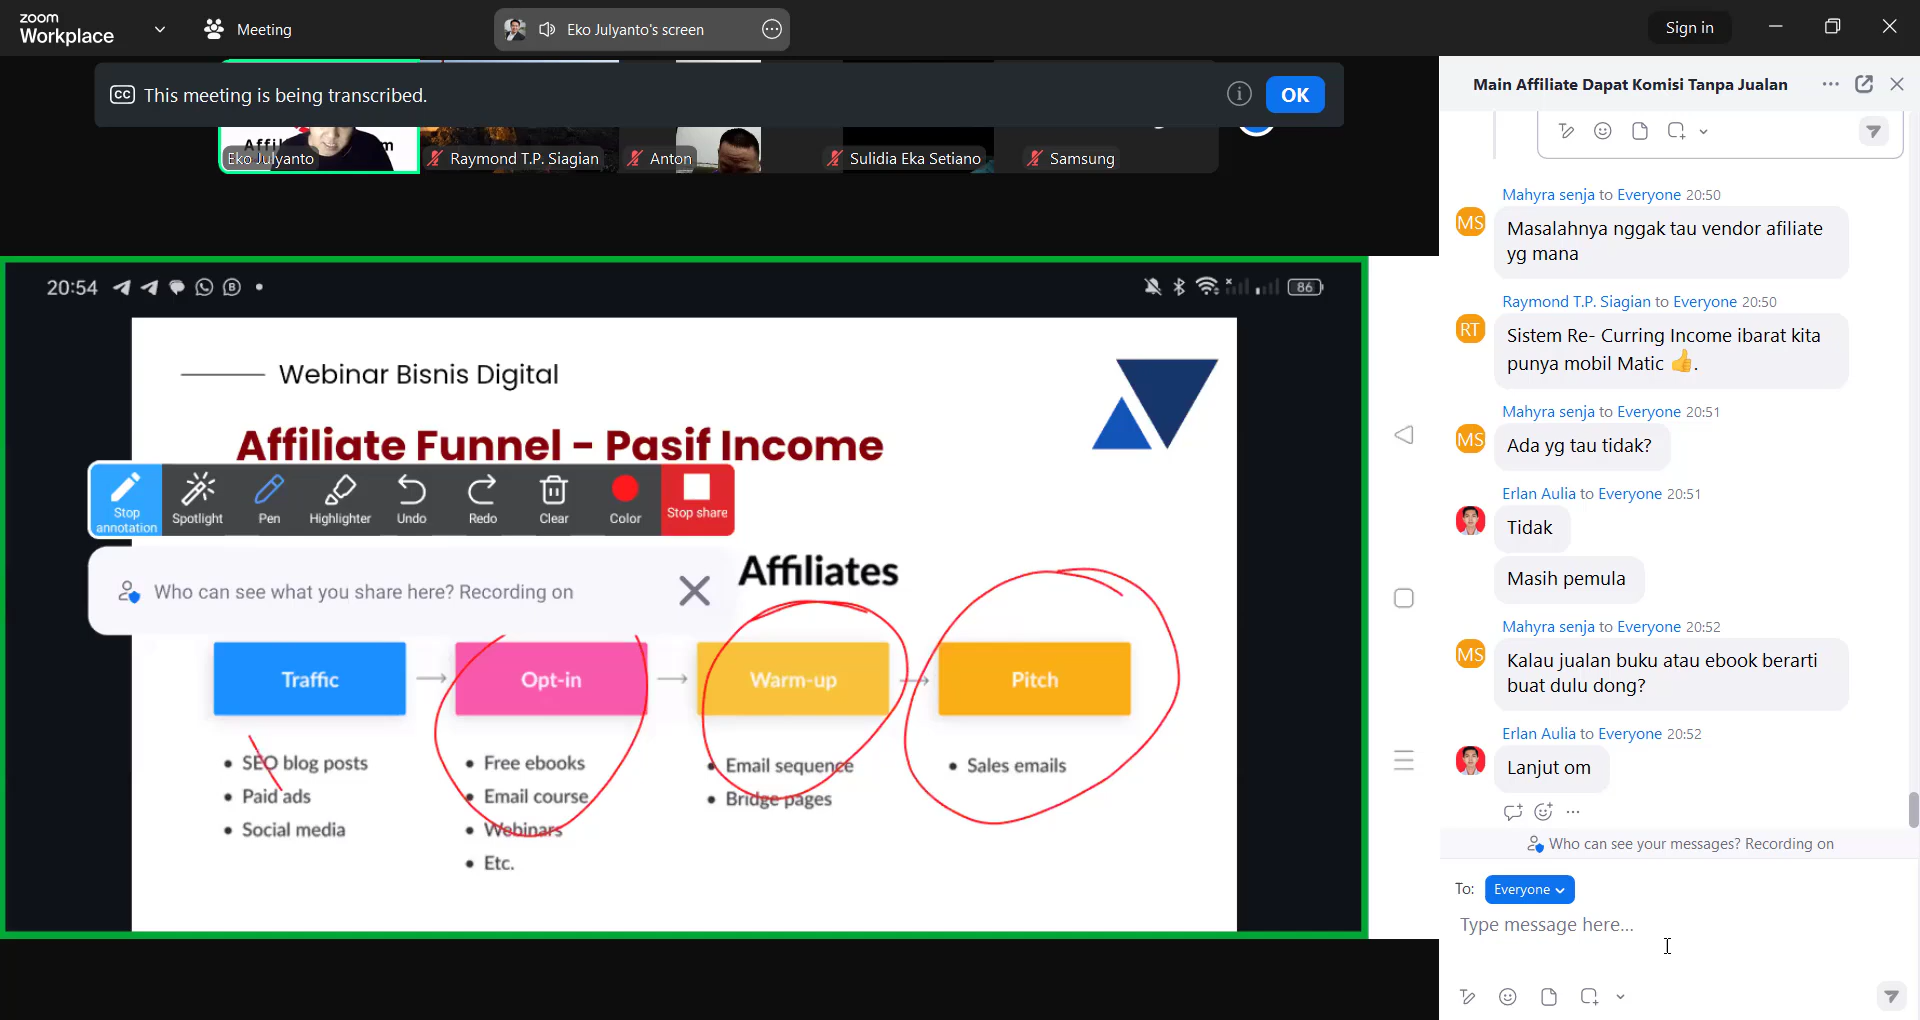 zoom
Workplace
Meeting
Eko Julyanto's screen
Sign in
CC This meeting is being transcribed.
OK
Eko Julyanto
Raymond T.P. Siagian
Anton
Sulidia Eka Setiano
Samsung
20:54
86
Webinar Bisnis Digital
Affiliate Funnel - Pasif Income
Stop annotation
Spotlight
Pen
Highlighter
Undo
Redo
Clear
Color
Stop share
Who can see what you share here? Recording on
Affiliates
Traffic
Opt-in
Warm-up
Pitch
• SEO blog posts
• Paid ads
• Social media
• Free ebooks
• Email course
• Webinars
• Etc.
• Email sequence
• Bridge pages
• Sales emails
Main Affiliate Dapat Komisi Tanpa Jualan
Mahyra senja to Everyone 20:50
MS
Masalahnya nggak tau vendor afiliate
yg mana
Raymond T.P. Siagian to Everyone 20:50
RT
Sistem Re- Curring Income ibarat kita
punya mobil Matic 👍.
Mahyra senja to Everyone 20:51
MS
Ada yg tau tidak?
Erlan Aulia to Everyone 20:51
Tidak
Masih pemula
Mahyra senja to Everyone 20:52
MS
Kalau jualan buku atau ebook berarti
buat dulu dong?
Erlan Aulia to Everyone 20:52
Lanjut om
Who can see your messages? Recording on
To: Everyone
Type message here...